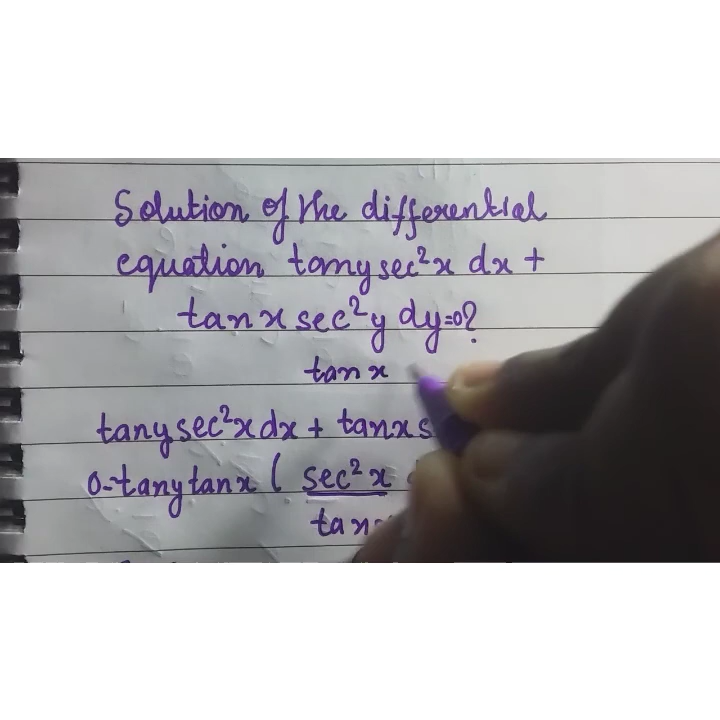 Solution of the differential
equation tany sec²x dx +
tan x sec²y dy=0?
tan x
tany sec²x dx + tanx s
0=tany tanx ( sec²x
tan